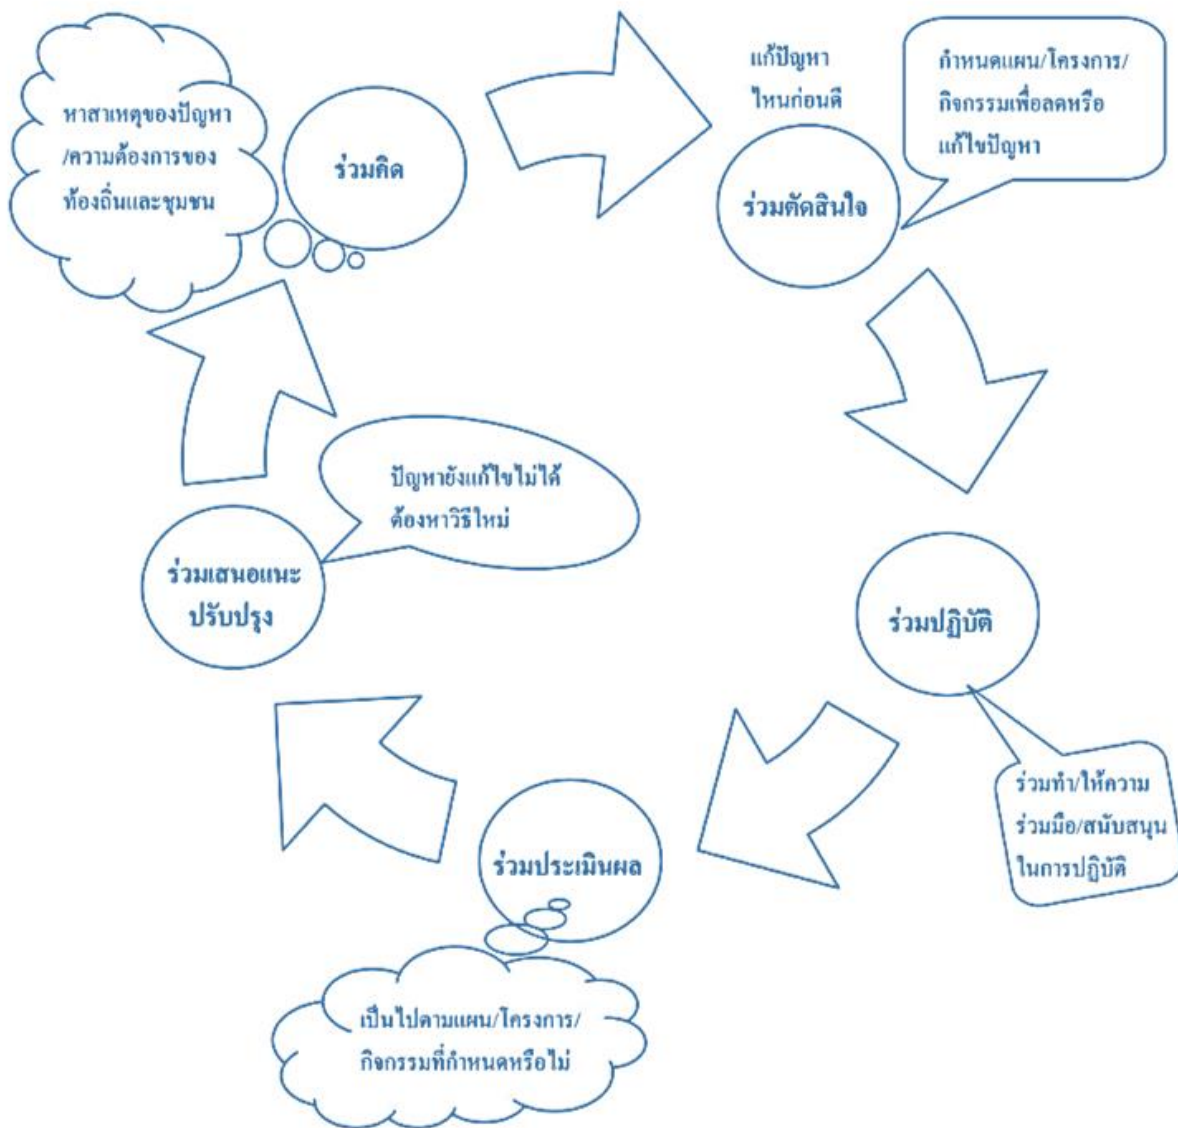 หาสาเหตุของปัญหา
/ความต้องการของ
ท้องถิ่นและชุมชน
ร่วมคิด
แก้ปัญหา
ไหนก่อนดี
ร่วมตัดสินใจ
กำหนดแผน/โครงการ/
กิจกรรมเพื่อลดหรือ
แก้ไขปัญหา
ร่วมปฏิบัติ
ร่วมทำ/ให้ความ
ร่วมมือ/สนับสนุน
ในการปฏิบัติ
ร่วมประเมินผล
เป็นไปตามแผน/โครงการ/
กิจกรรมที่กำหนดหรือไม่
ร่วมเสนอแนะ
ปรับปรุง
ปัญหายังแก้ไขไม่ได้
ต้องหาวิธีใหม่